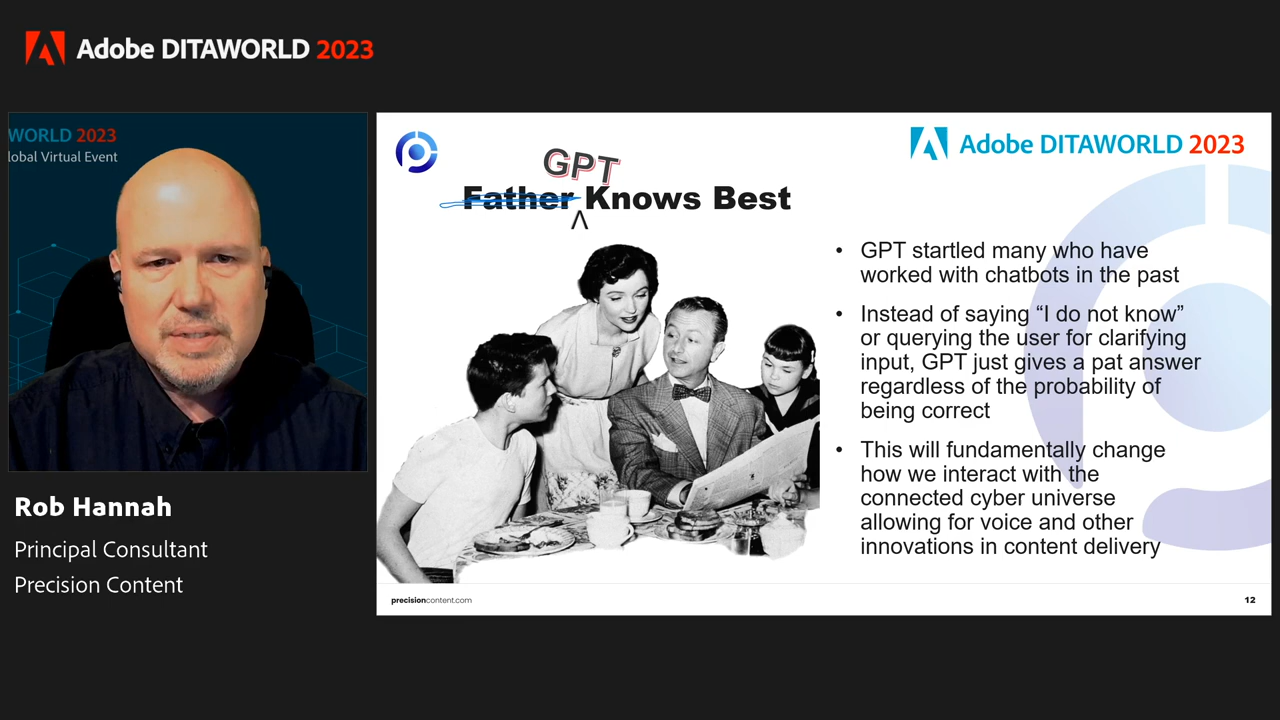 Adobe DITAWORLD 2023
WORLD 2023
lobal Virtual Event
Rob Hannah
Principal Consultant
Precision Content
Adobe DITAWORLD 2023
GPT
Father Knows Best
• GPT startled many who have
worked with chatbots in the past
• Instead of saying “I do not know”
or querying the user for clarifying
input, GPT just gives a pat answer
regardless of the probability of
being correct
• This will fundamentally change
how we interact with the
connected cyber universe
allowing for voice and other
innovations in content delivery
precisioncontent.com
12